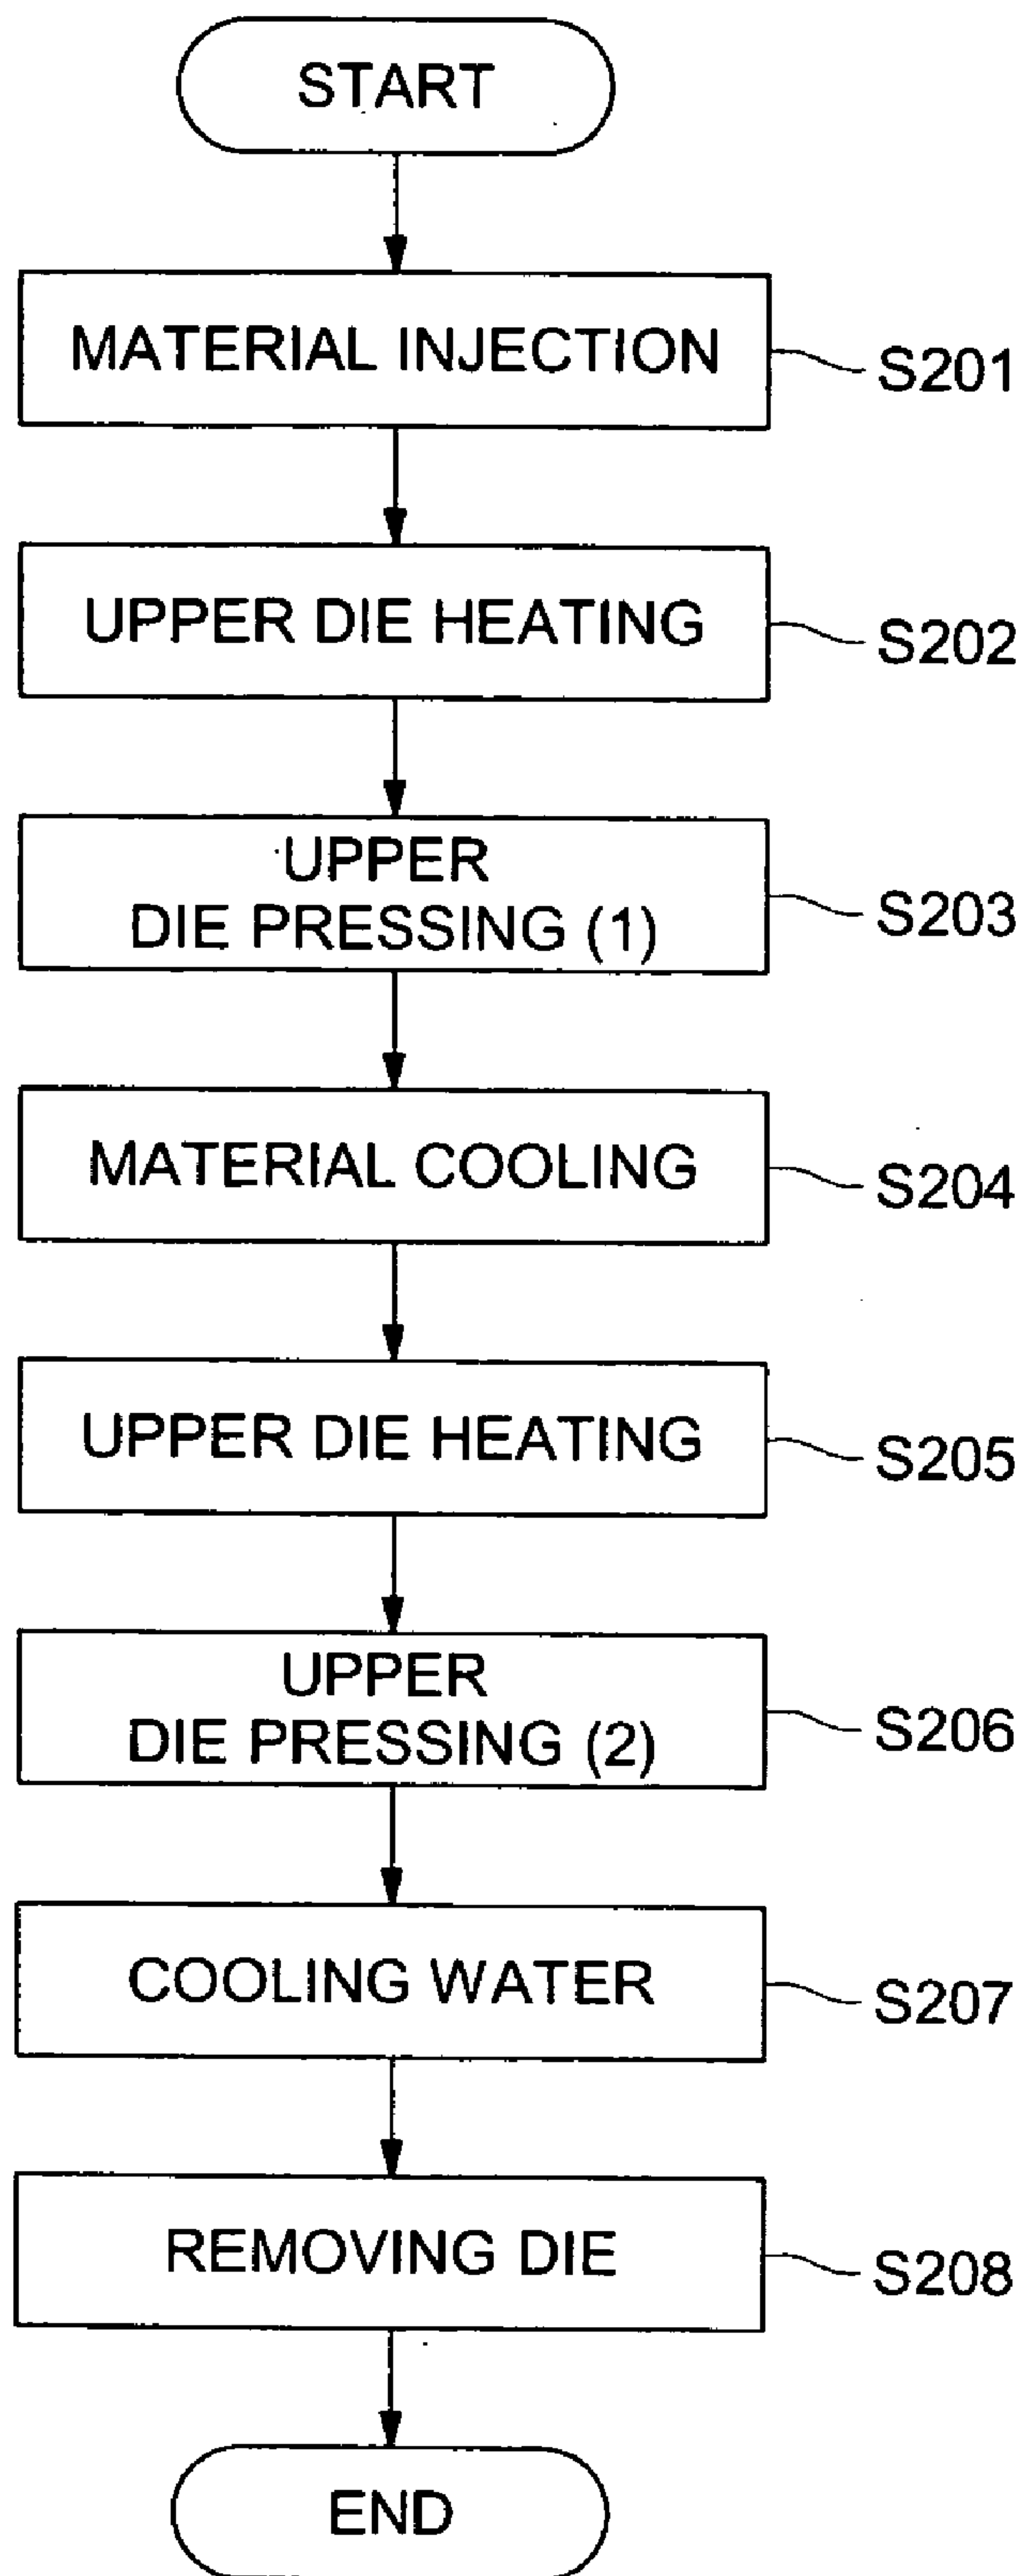 START
MATERIAL INJECTION
S201
UPPER DIE HEATING
S202
UPPER
DIE PRESSING (1)
S203
MATERIAL COOLING
S204
UPPER DIE HEATING
S205
UPPER
DIE PRESSING (2)
S206
COOLING WATER
S207
REMOVING DIE
S208
END